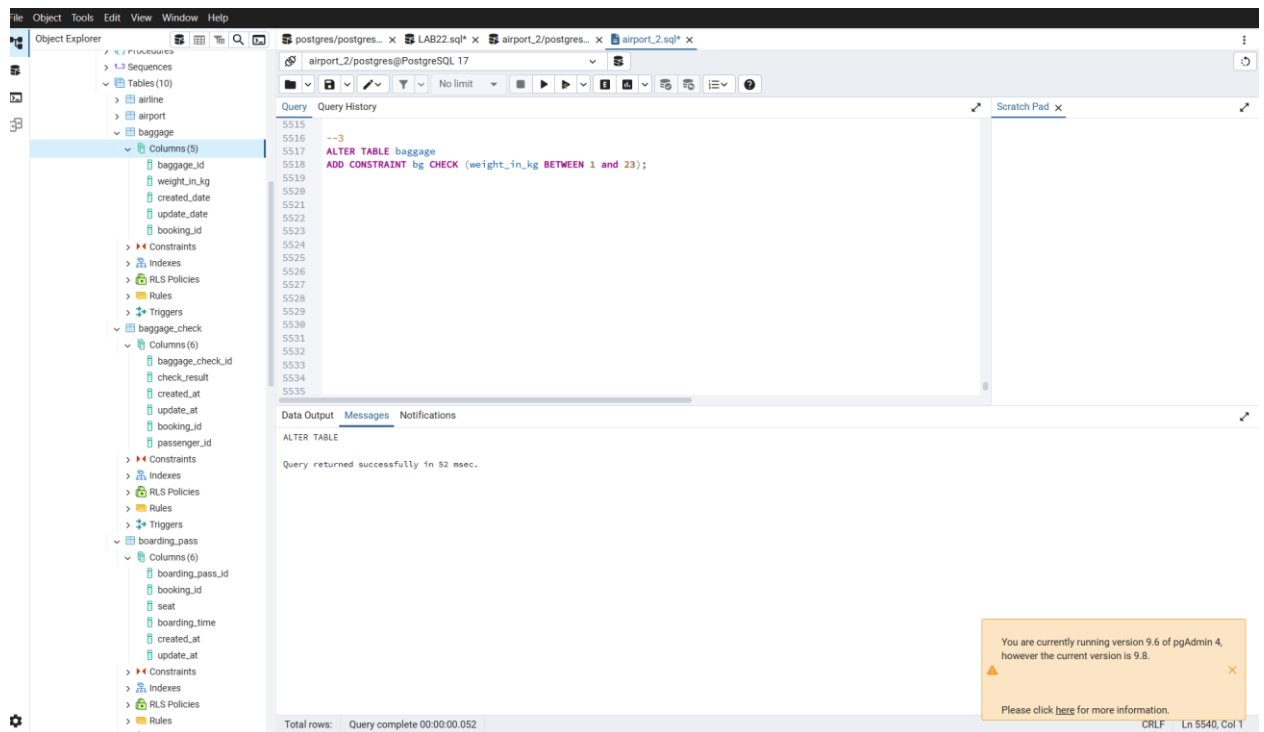 File Object Tools Edit View Window Help
Object Explorer
postgres/postgres... x LAB22.sql* x airport_2/postgres... x airport_2.sql* x
Procedures
1..3 Sequences
Tables (10)
airline
airport
baggage
Columns (5)
baggage_id
weight_in_kg
created_date
update_date
booking_id
Constraints
Indexes
RLS Policies
Rules
Triggers
baggage_check
Columns (6)
baggage_check_id
check_result
created_at
update_at
booking_id
passenger_id
Constraints
Indexes
RLS Policies
Rules
Triggers
boarding_pass
Columns (6)
boarding_pass_id
booking_id
seat
boarding_time
created_at
update_at
Constraints
Indexes
RLS Policies
Rules
airport_2/postgres@PostgreSQL 17
No limit
E
Query Query History
Scratch Pad x
5515
5516 --3
5517 ALTER TABLE baggage
5518 ADD CONSTRAINT bg CHECK (weight_in_kg BETWEEN 1 and 23);
5519
5520
5521
5522
5523
5524
5525
5526
5527
5528
5529
5530
5531
5532
5533
5534
5535
Data Output Messages Notifications
ALTER TABLE
Query returned successfully in 52 msec.
You are currently running version 9.6 of pgAdmin 4,
however the current version is 9.8.
Please click here for more information.
Total rows: Query complete 00:00:00.052
CRLF Ln 5540, Col 1